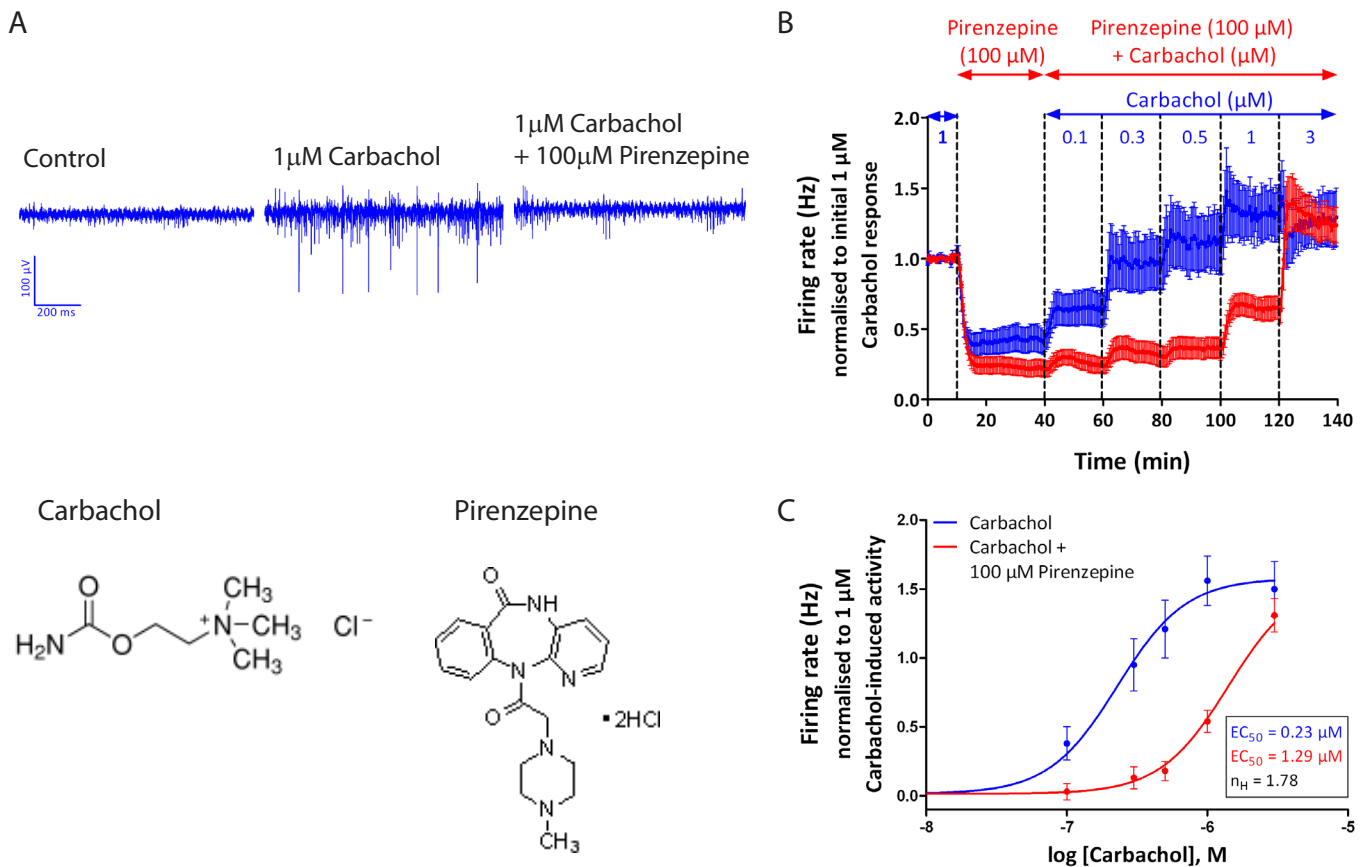 A
Control
1µM Carbachol
1µM Carbachol
+ 100µM Pirenzepine
100 µV
200 ms
Carbachol
O
H₂N
O
N⁺
CH₃
CH₃
CH₃
Cl⁻
Pirenzepine
O
NH
N
N
O
N
N
CH₃
·2HCl
B
Pirenzepine
(100 µM)
Pirenzepine (100 µM)
+ Carbachol (µM)
Carbachol (µM)
1
0.1
0.3
0.5
1
3
Firing rate (Hz)
normalised to initial 1 µM
Carbachol response
2.0
1.5
1.0
0.5
0.0
0
20
40
60
80
100
120
140
Time (min)
C
Carbachol
Carbachol +
100 µM Pirenzepine
Firing rate (Hz)
normalised to 1 µM
Carbachol-induced activity
2.0
1.5
1.0
0.5
0.0
EC₅₀ = 0.23 µM
EC₅₀ = 1.29 µM
n_H = 1.78
-8
-7
-6
-5
log [Carbachol], M